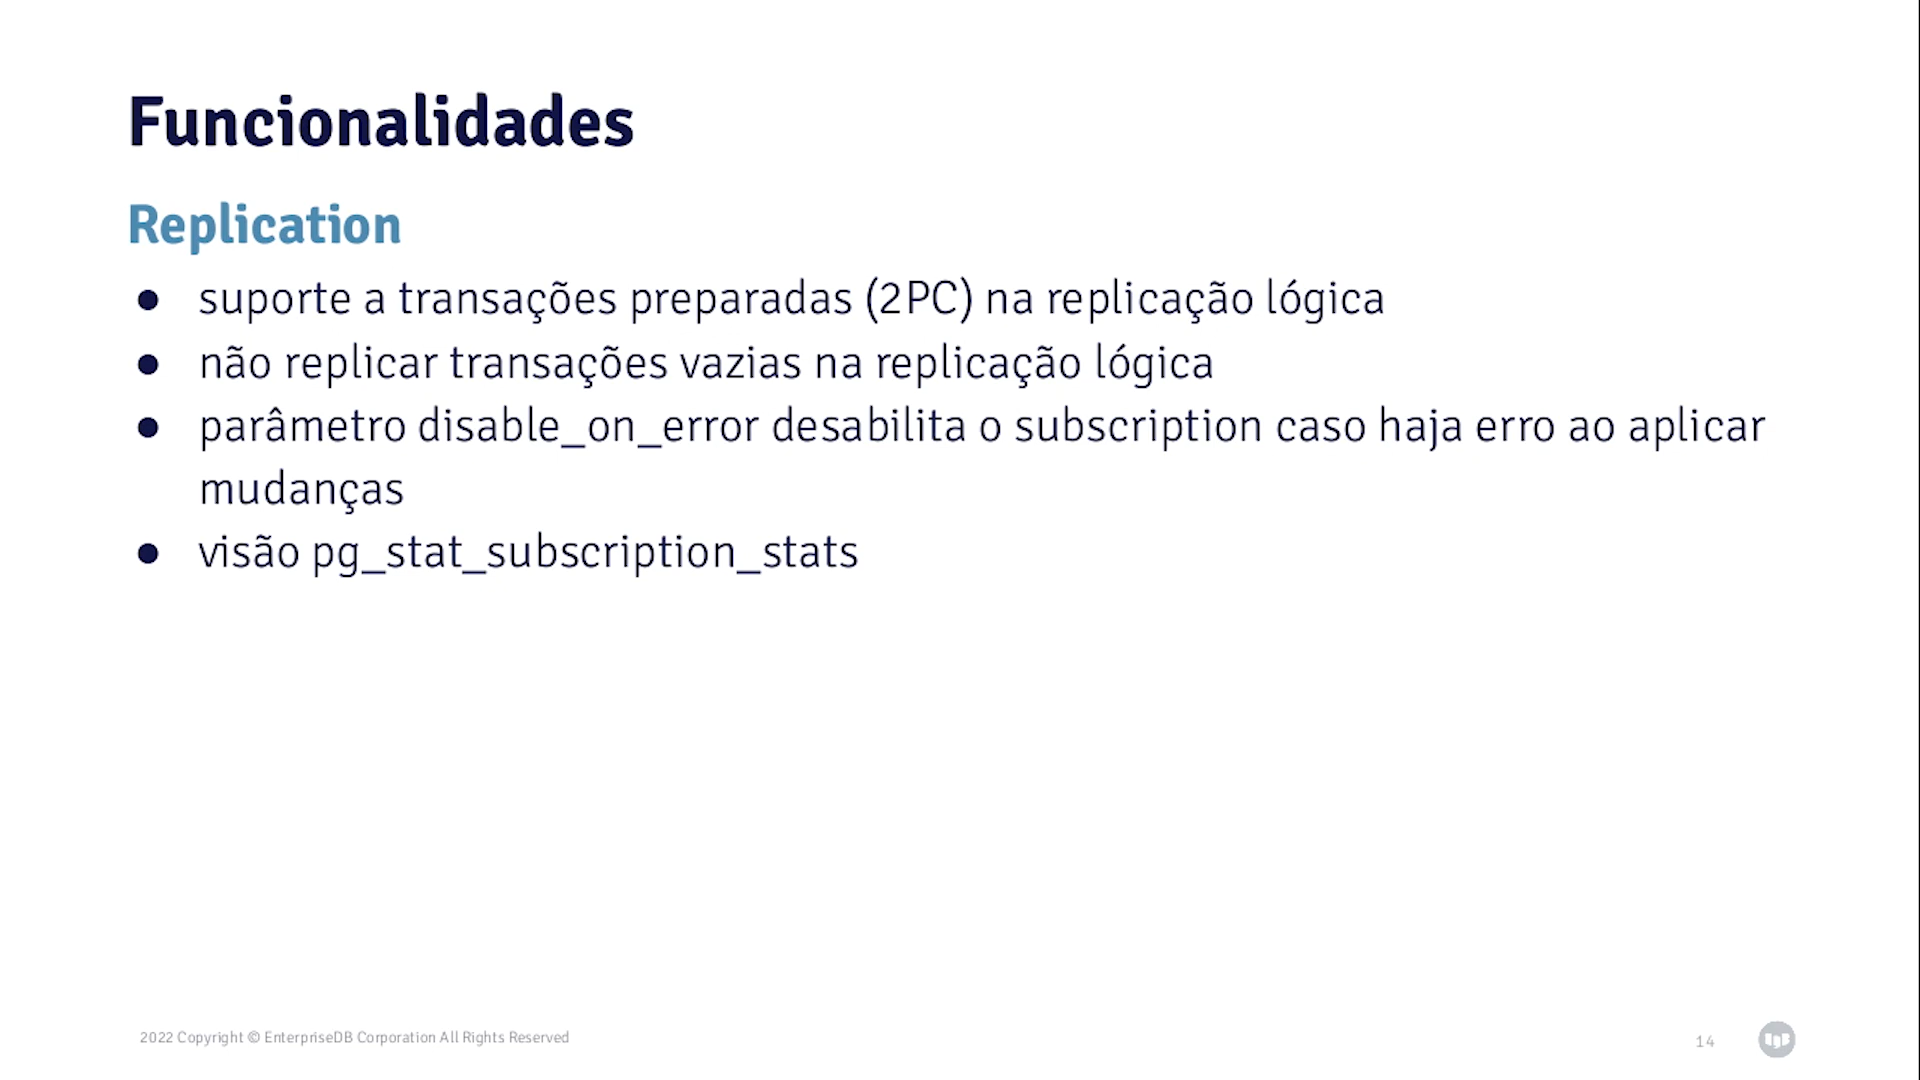 Funcionalidades
Replication
● suporte a transações preparadas (2PC) na replicação lógica
● não replicar transações vazias na replicação lógica
● parâmetro disable_on_error desabilita o subscription caso haja erro ao aplicar
mudanças
● visão pg_stat_subscription_stats
2022 Copyright © EnterpriseDB Corporation All Rights Reserved
14